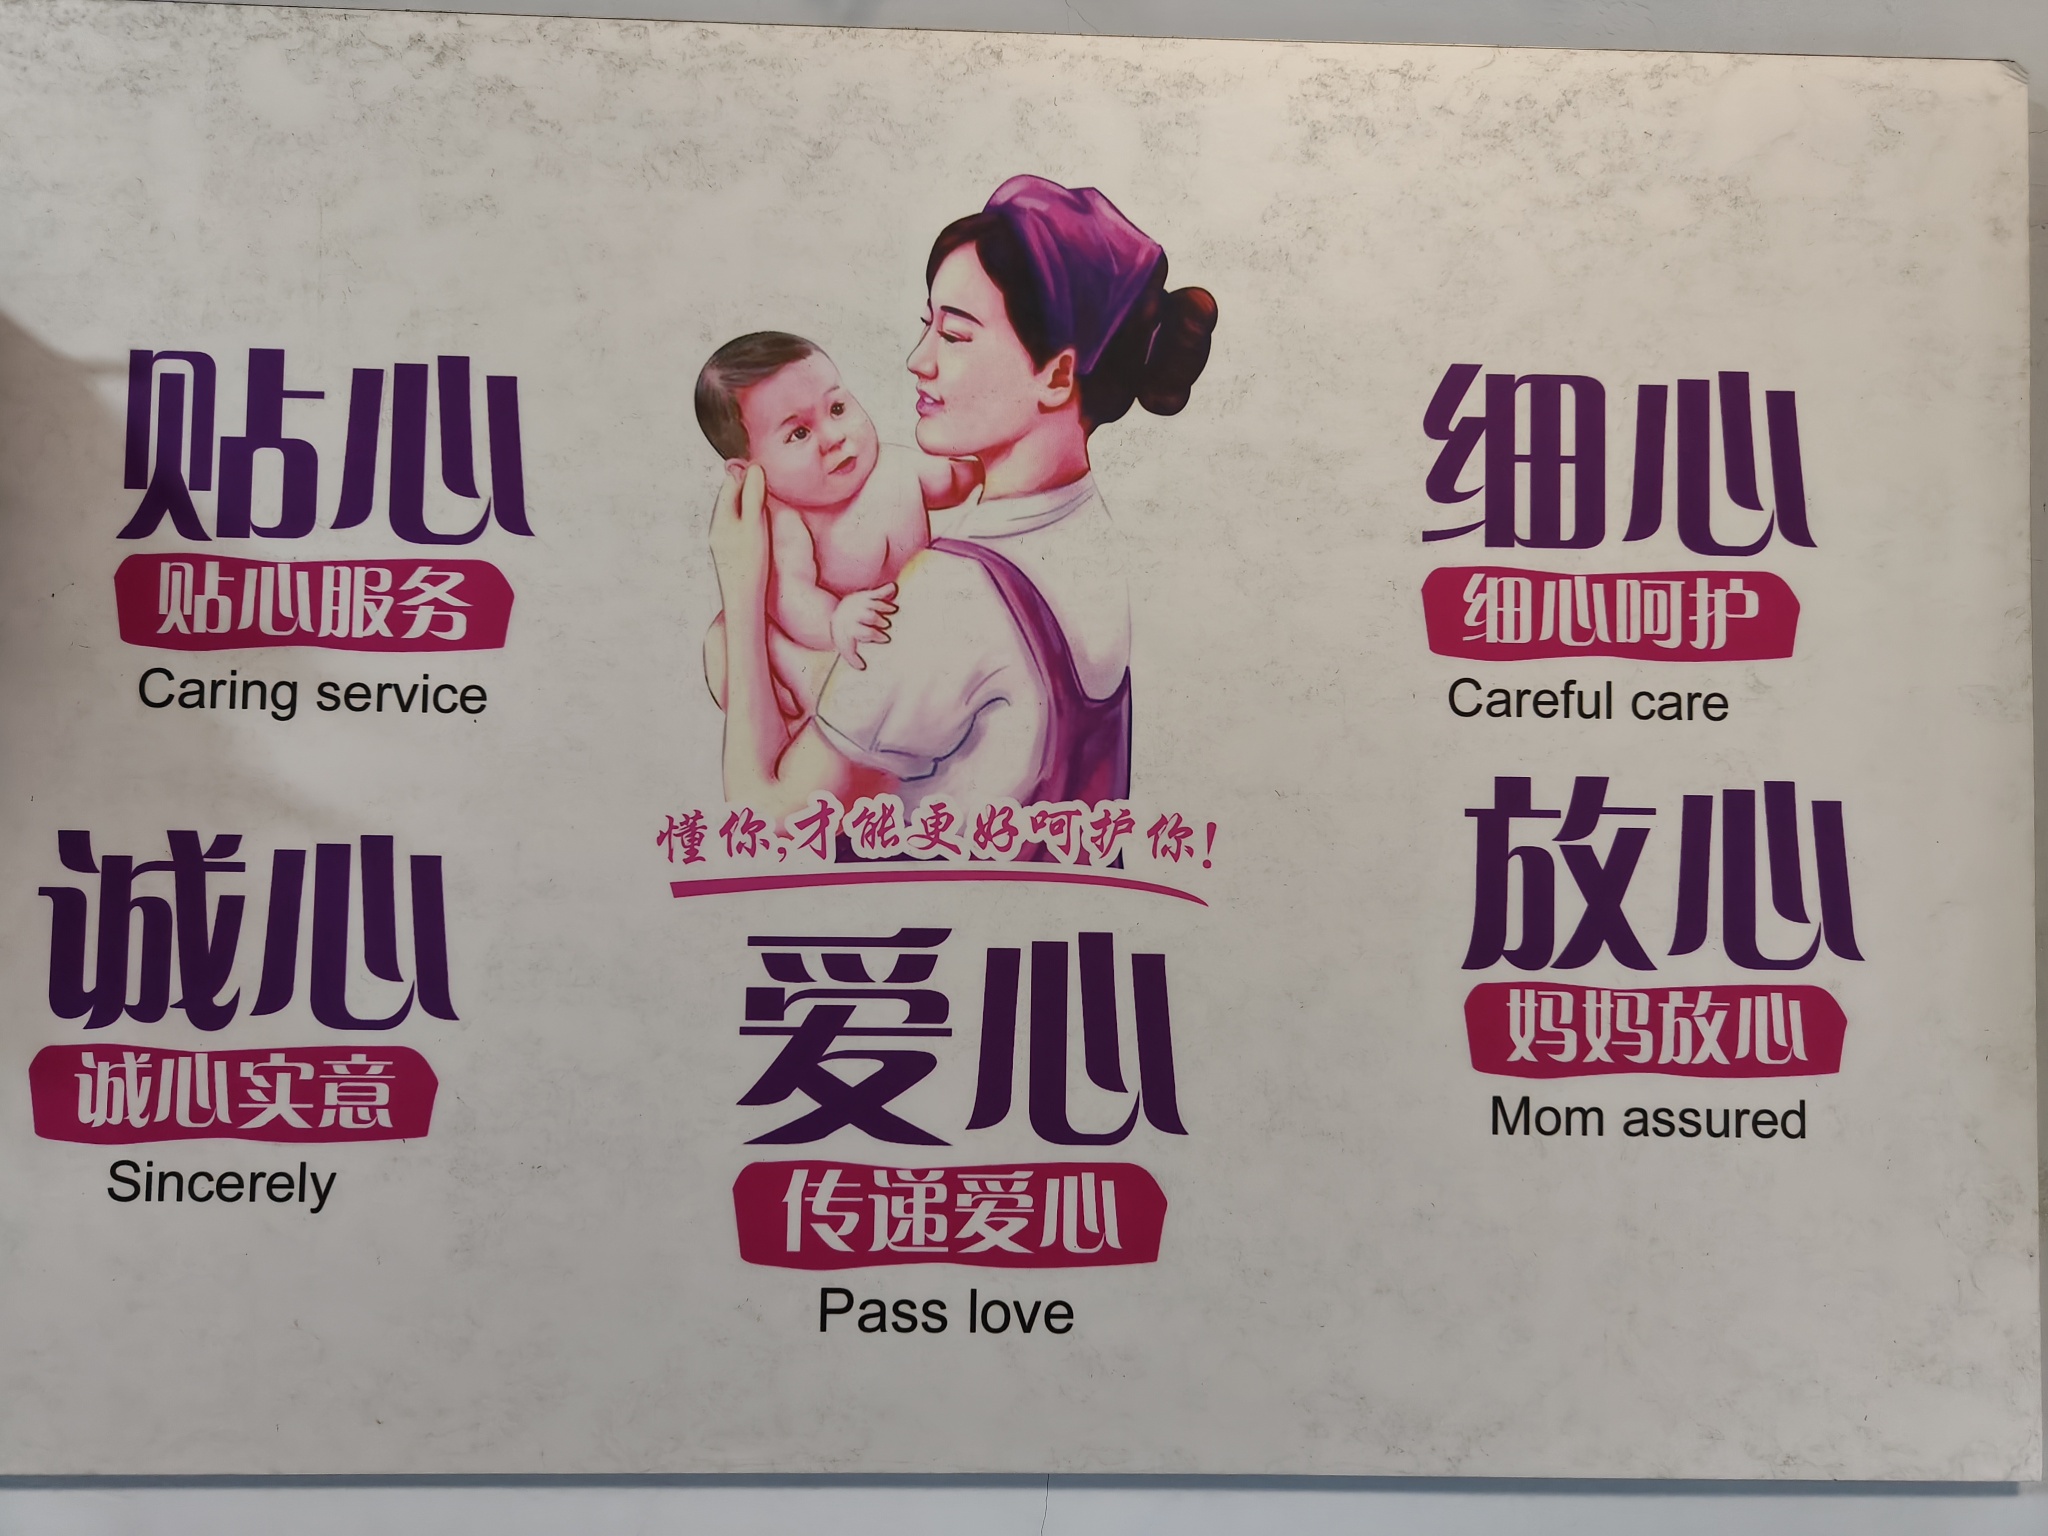 贴心
贴心服务
Caring service
诚心
诚心实意
Sincerely
懂你,才能更好呵护你!
爱心
传递爱心
Pass love
细心
细心呵护
Careful care
放心
妈妈放心
Mom assured